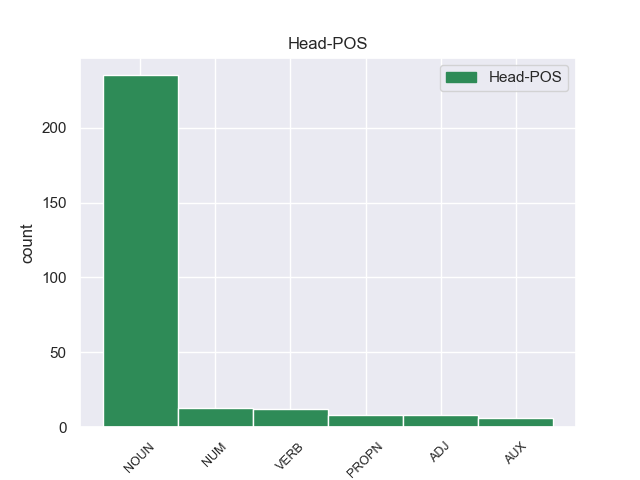 Head-POS
Head-POS
200
150
100
50
0
count
NOUN
NUM
VERB
PROPN
ADJ
AUX